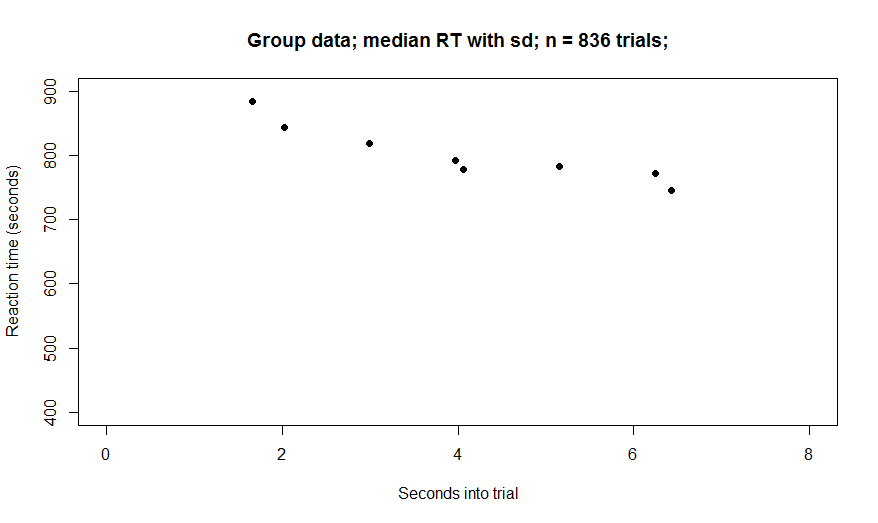 Group data; median RT with sd; n = 836 trials;
Reaction time (seconds)
900
800
700
600
500
400
0 2 4 6 8
Seconds into trial